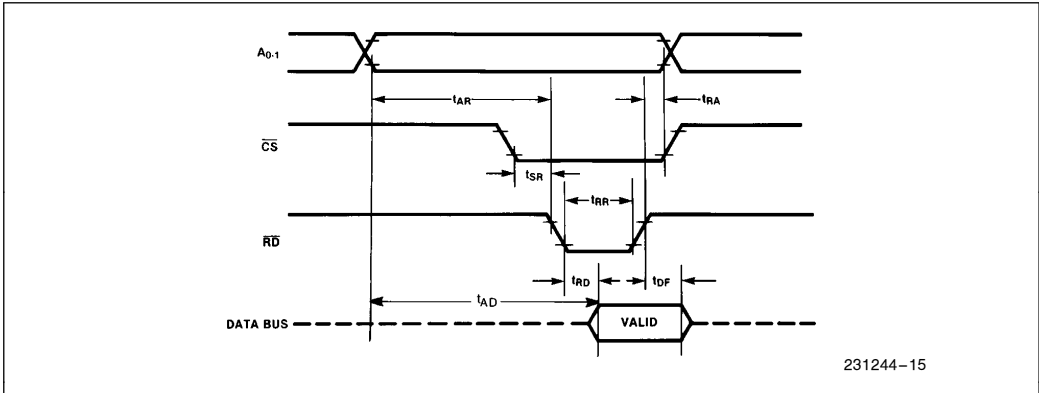 A0-1
tAR
tRA
CS
tSR
tRR
RD
tRD
tDF
tAD
DATA BUS
VALID
231244–15